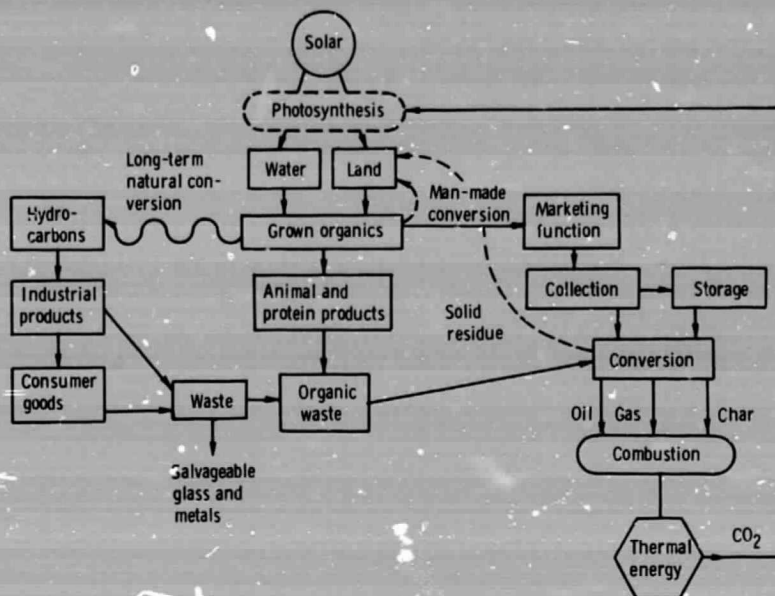 Solar
Photosynthesis
Water
Land
Long-term
natural con-
version
Hydro-
carbons
Grown organics
Man-made
conversion
Marketing
function
Industrial
products
Animal and
protein products
Collection
Storage
Solid
residue
Conversion
Consumer
goods
Waste
Organic
waste
Oil
Gas
Char
Combustion
Salvageable
glass and
metals
Thermal
energy
CO2